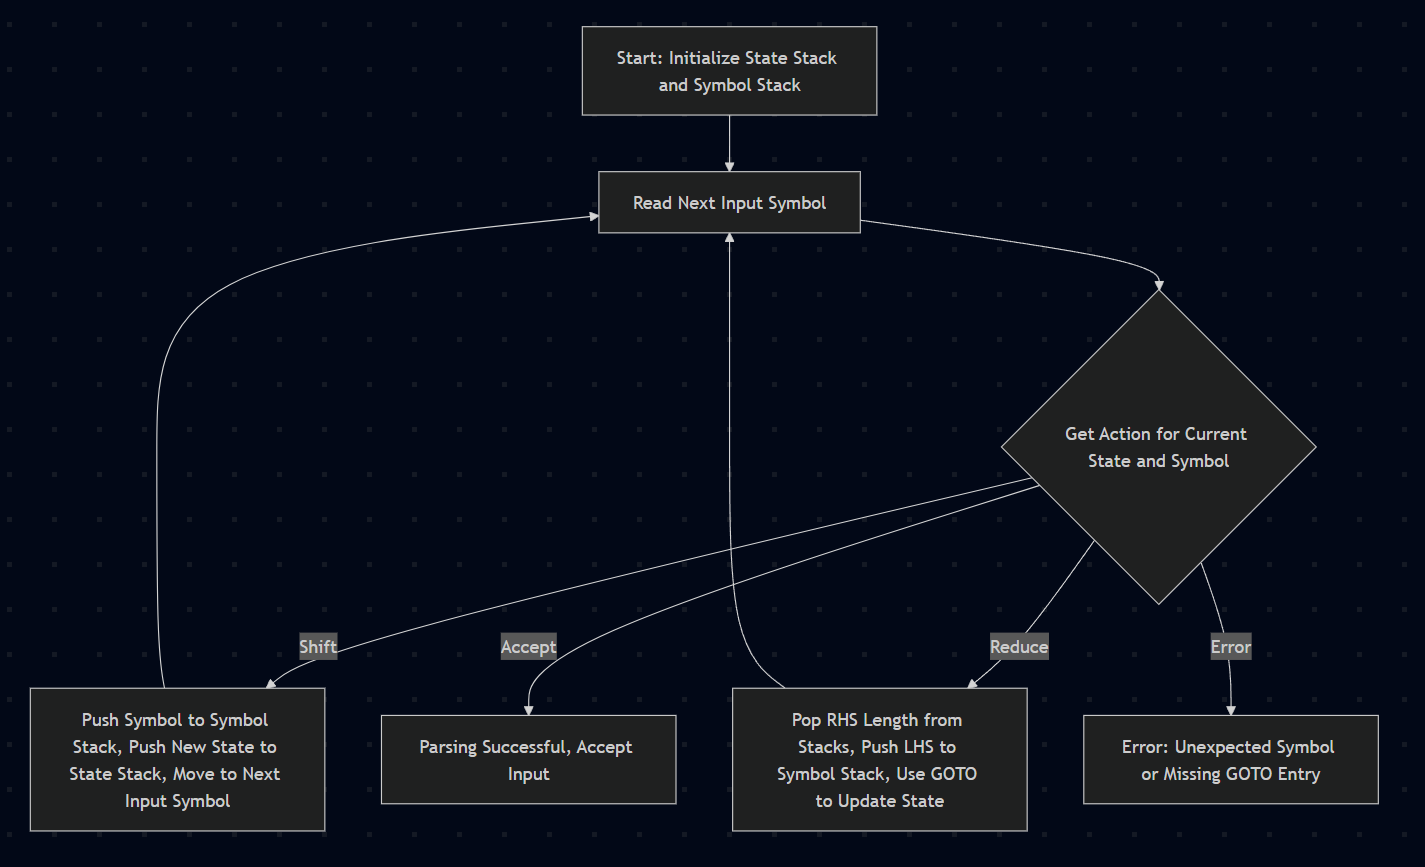 Start: Initialize State Stack
and Symbol Stack
Read Next Input Symbol
Get Action for Current
State and Symbol
Shift
Accept
Reduce
Error
Push Symbol to Symbol
Stack, Push New State to
State Stack, Move to Next
Input Symbol
Parsing Successful, Accept
Input
Pop RHS Length from
Stacks, Push LHS to
Symbol Stack, Use GOTO
to Update State
Error: Unexpected Symbol
or Missing GOTO Entry